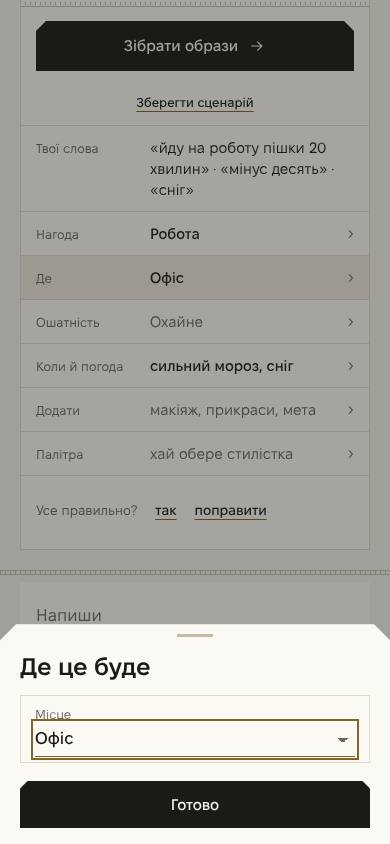 Зібрати образи →
Зберегти сценарій
Твої слова «йду на роботу пішки 20
хвилин» · «мінус десять» ·
«сніг»
Нагода Робота
Де Офіс
Ошатність Охайне
Коли й погода сильний мороз, сніг
Додати макіяж, прикраси, мета
Палітра хай обере стилістка
Усе правильно? так поправити
Напиши
Де це буде
Місце
Офіс
Готово